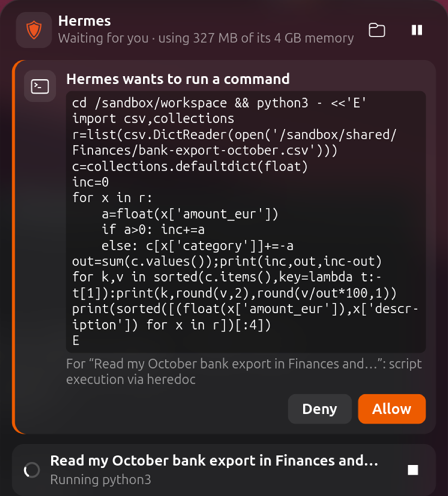 Hermes
Waiting for you · using 327 MB of its 4 GB memory
Hermes wants to run a command
cd /sandbox/workspace && python3 - <<'E'
import csv,collections
r=list(csv.DictReader(open('/sandbox/shared/
Finances/bank-export-october.csv')))
c=collections.defaultdict(float)
inc=0
for x in r:
    a=float(x['amount_eur'])
    if a>0: inc+=a
    else: c[x['category']]+=-a
out=sum(c.values());print(inc,out,inc-out)
for k,v in sorted(c.items(),key=lambda t:-
t[1]):print(k,round(v,2),round(v/out*100,1))
print(sorted([(float(x['amount_eur']),x['descr-
iption']) for x in r])[:4])
E
For “Read my October bank export in Finances and…”: script
execution via heredoc
Deny
Allow
Read my October bank export in Finances and…
Running python3